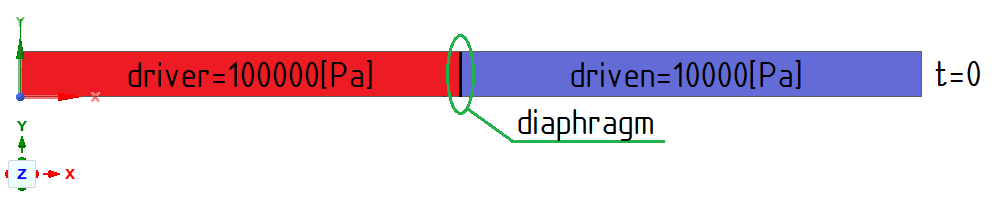 Y
driver=100000[Pa] driven=10000[Pa] t=0
X
diaphragm
Y
Z X